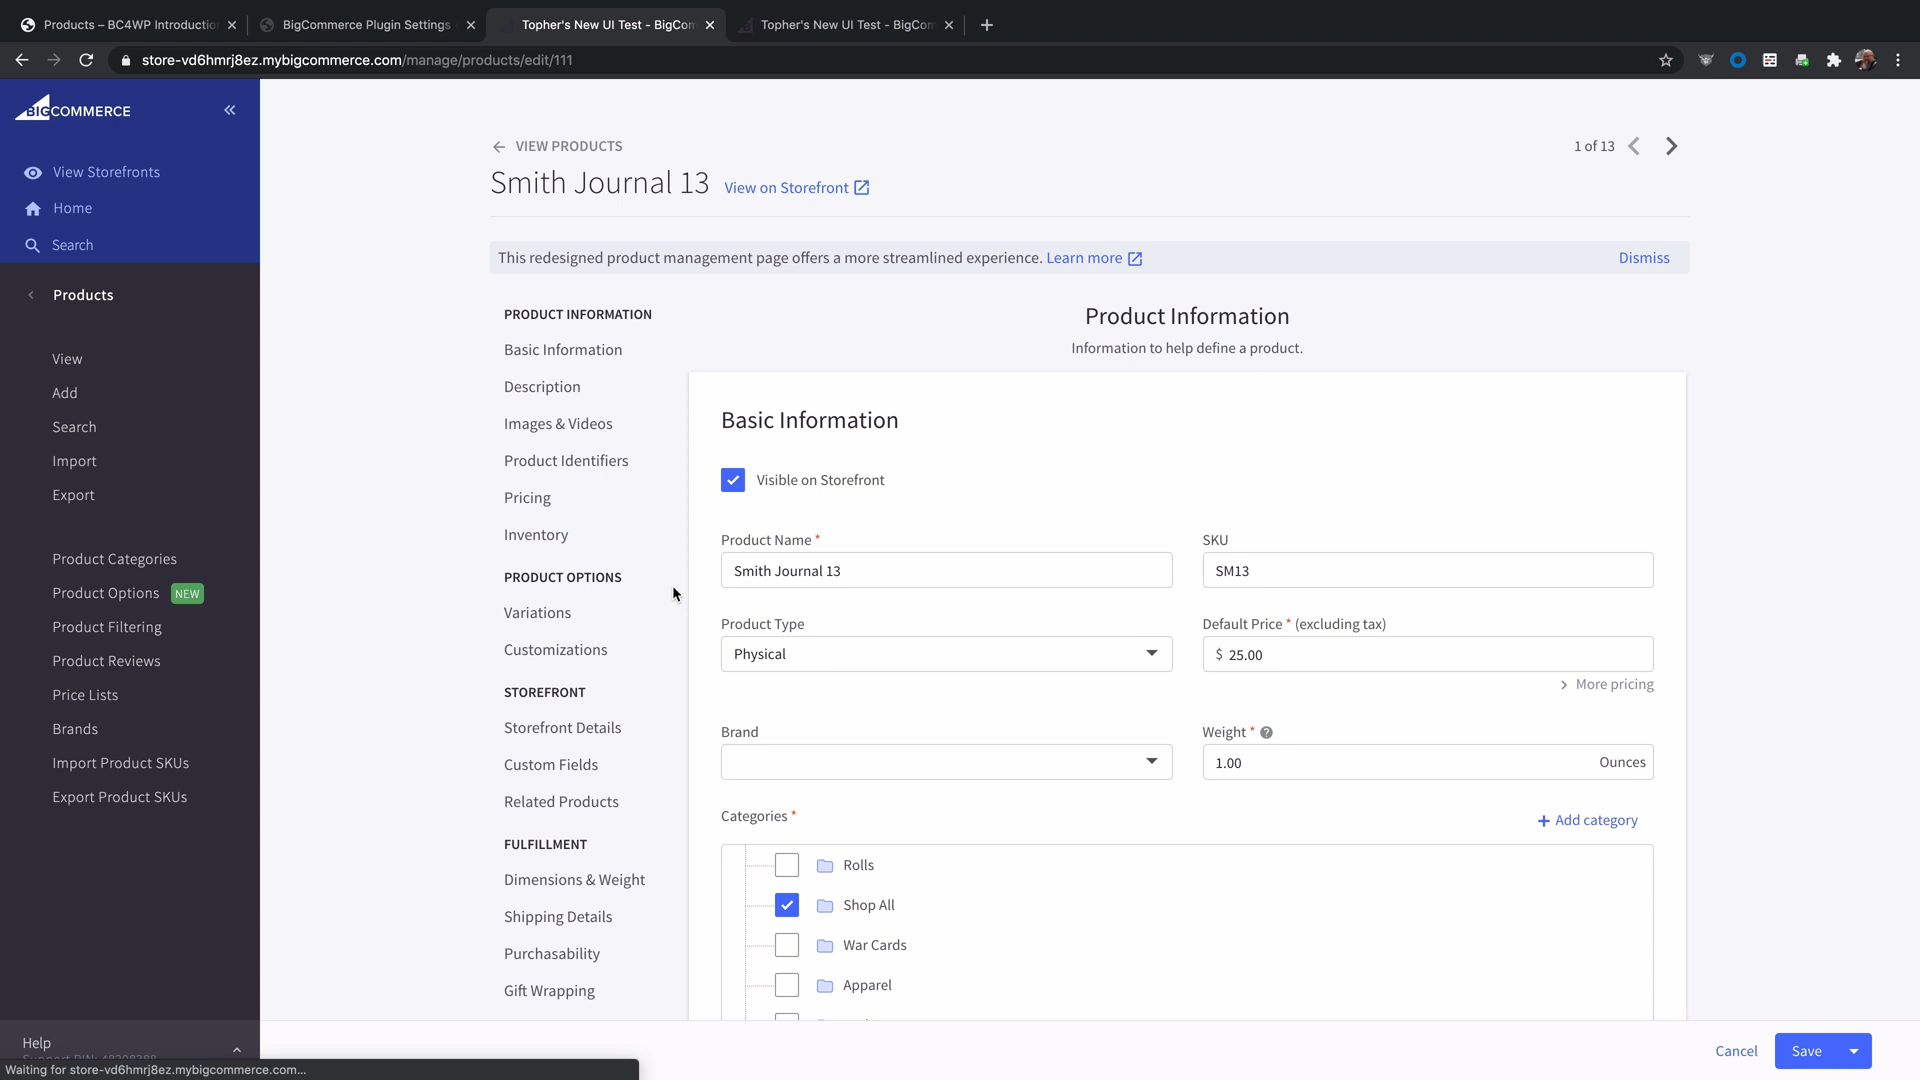 Products – BC4WP Introductio
BigCommerce Plugin Settings
Topher's New UI Test - BigCom
Topher's New UI Test - BigCom
store-vd6hmrj8ez.mybigcommerce.com/manage/products/edit/111
BIGCOMMERCE
View Storefronts
Home
Search
Products
View
Add
Search
Import
Export
Product Categories
Product Options NEW
Product Filtering
Product Reviews
Price Lists
Brands
Import Product SKUs
Export Product SKUs
Help
Support PIN: 48208388
Waiting for store-vd6hmrj8ez.mybigcommerce.com...
VIEW PRODUCTS
1 of 13
Smith Journal 13 View on Storefront
This redesigned product management page offers a more streamlined experience. Learn more
Dismiss
PRODUCT INFORMATION
Basic Information
Description
Images & Videos
Product Identifiers
Pricing
Inventory
PRODUCT OPTIONS
Variations
Customizations
STOREFRONT
Storefront Details
Custom Fields
Related Products
FULFILLMENT
Dimensions & Weight
Shipping Details
Purchasability
Gift Wrapping
Product Information
Information to help define a product.
Basic Information
Visible on Storefront
Product Name *
Smith Journal 13
SKU
SM13
Product Type
Physical
Default Price * (excluding tax)
$ 25.00
More pricing
Brand
Weight *
1.00 Ounces
Categories *
+ Add category
Rolls
Shop All
War Cards
Apparel
Cancel
Save